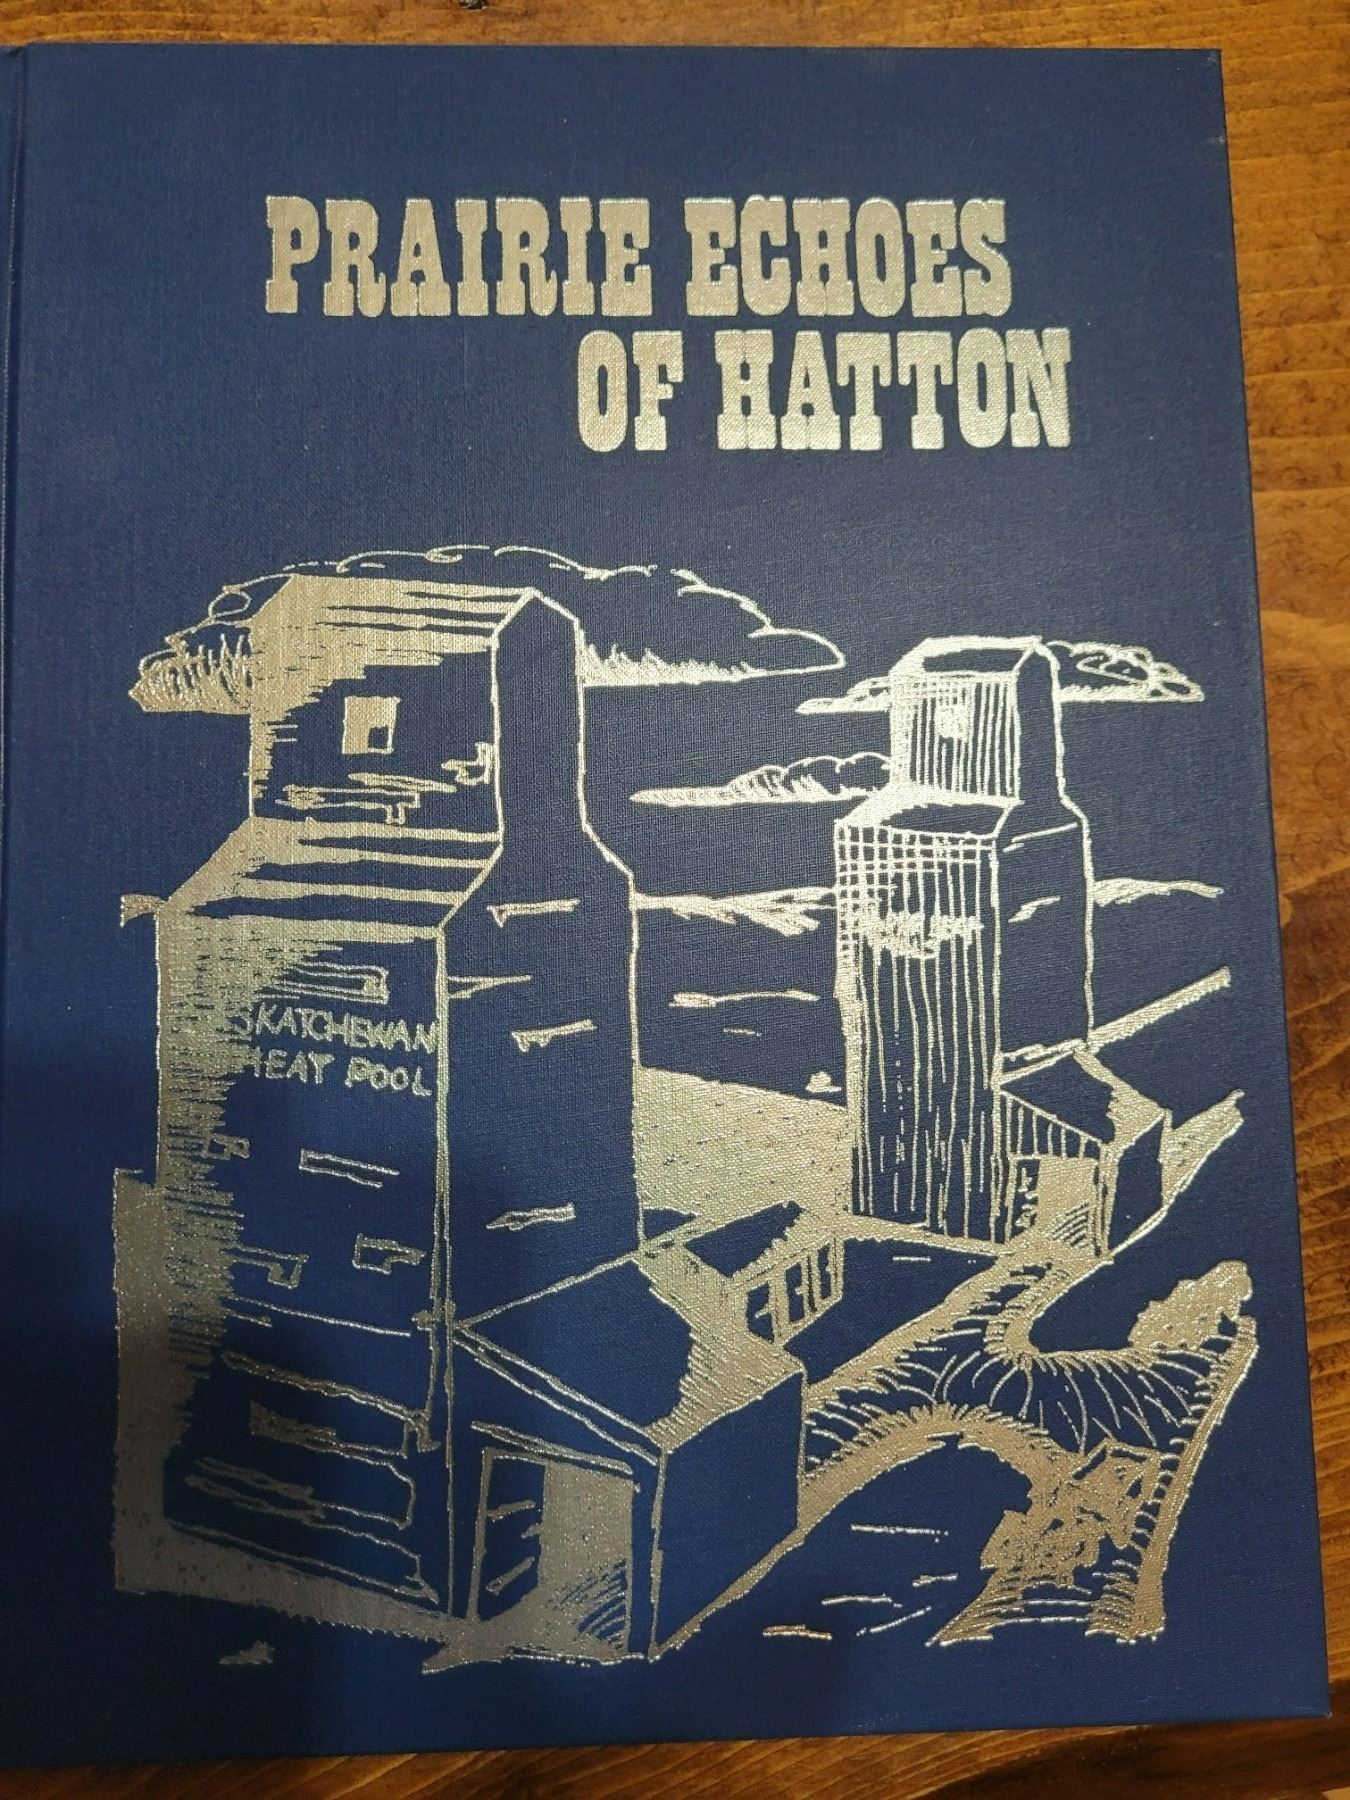 PRAIRIE ECHOES
OF HATTON
SKATCHEWAN
HEAT POOL